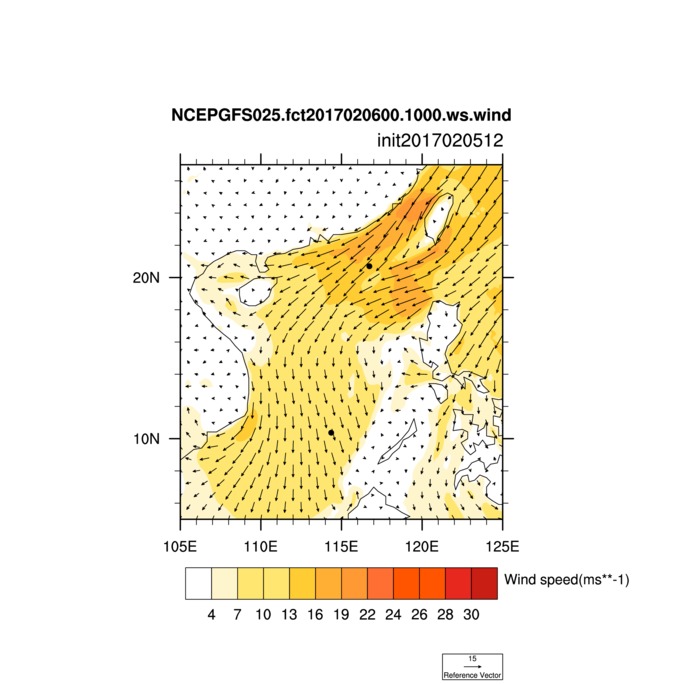 NCEPGFS025.fct2017020600.1000.ws.wind
init2017020512
20N
10N
105E 110E 115E 120E 125E
Wind speed(ms**-1)
4 7 10 13 16 19 22 24 26 28 30
15
Reference Vector